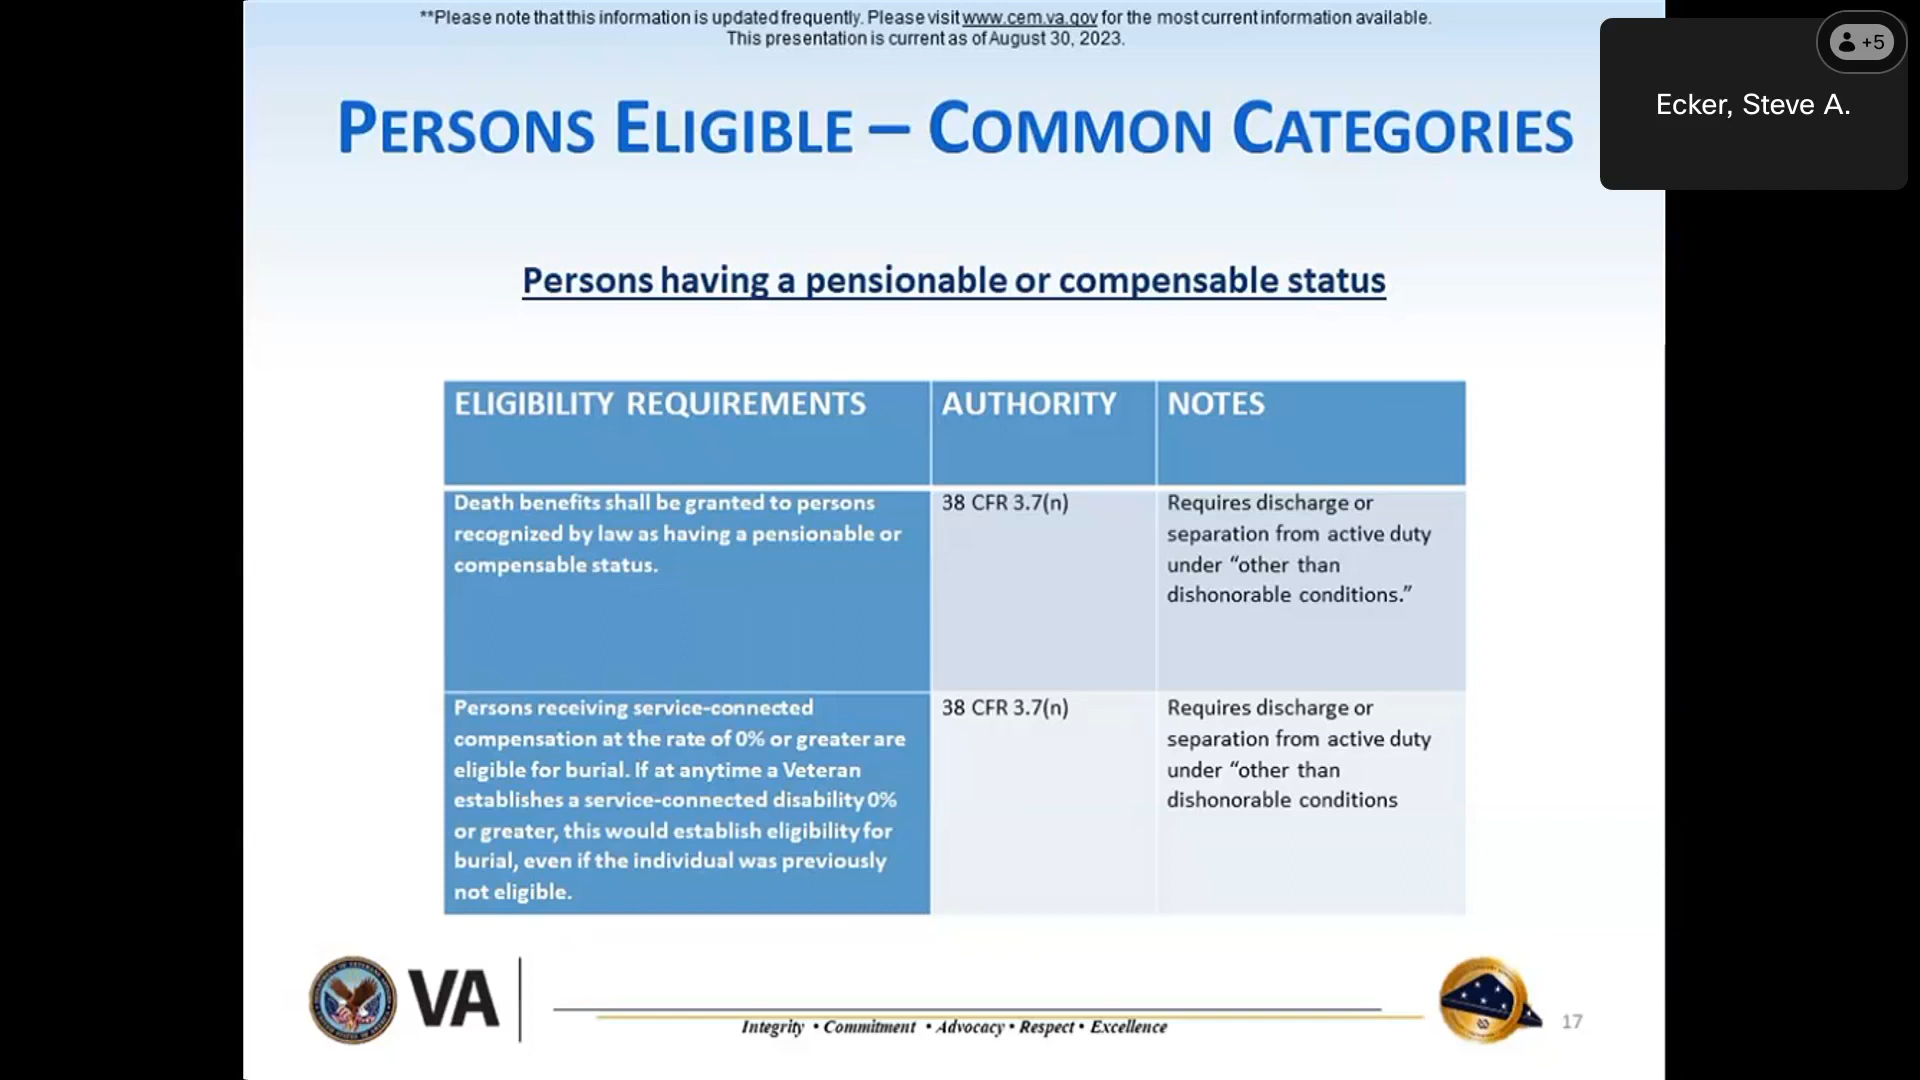 **Please note that this information is updated frequently. Please visit www.cem.va.gov for the most current information available.
This presentation is current as of August 30, 2023.
+5
Ecker, Steve A.
PERSONS ELIGIBLE – COMMON CATEGORIES
Persons having a pensionable or compensable status
ELIGIBILITY REQUIREMENTS
AUTHORITY
NOTES
Death benefits shall be granted to persons
recognized by law as having a pensionable or
compensable status.
38 CFR 3.7(n)
Requires discharge or
separation from active duty
under “other than
dishonorable conditions.”
Persons receiving service-connected
compensation at the rate of 0% or greater are
eligible for burial. If at anytime a Veteran
establishes a service-connected disability 0%
or greater, this would establish eligibility for
burial, even if the individual was previously
not eligible.
38 CFR 3.7(n)
Requires discharge or
separation from active duty
under “other than
dishonorable conditions
VA
Integrity • Commitment • Advocacy • Respect • Excellence
17